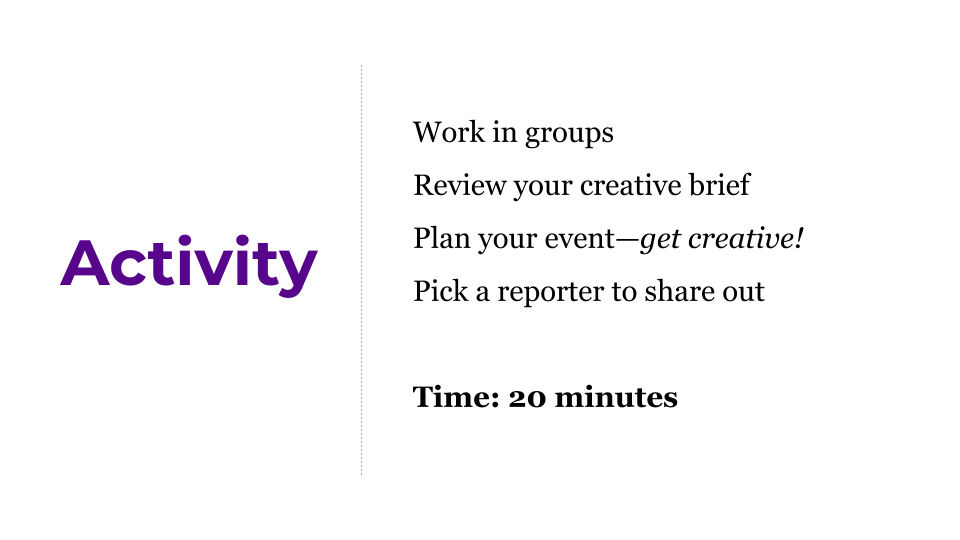 Activity
Work in groups
Review your creative brief
Plan your event—get creative!
Pick a reporter to share out
Time: 20 minutes